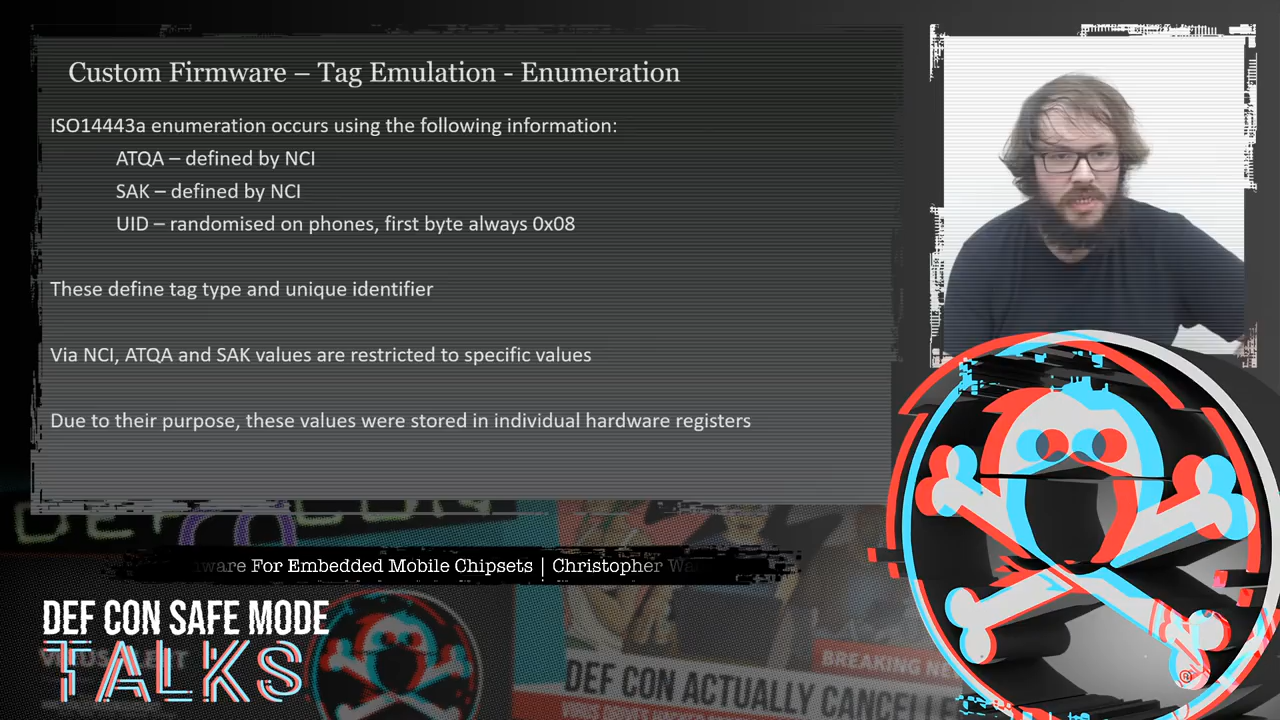 Custom Firmware – Tag Emulation - Enumeration
ISO14443a enumeration occurs using the following information:
ATQA – defined by NCI
SAK – defined by NCI
UID – randomised on phones, first byte always 0x08
These define tag type and unique identifier
Via NCI, ATQA and SAK values are restricted to specific values
Due to their purpose, these values were stored in individual hardware registers
DEF CON
For Embedded Mobile Chipsets | Christopher
DEF CON SAFE MODE
TALKS
BREAKING
DEF CON ACTUALLY
®